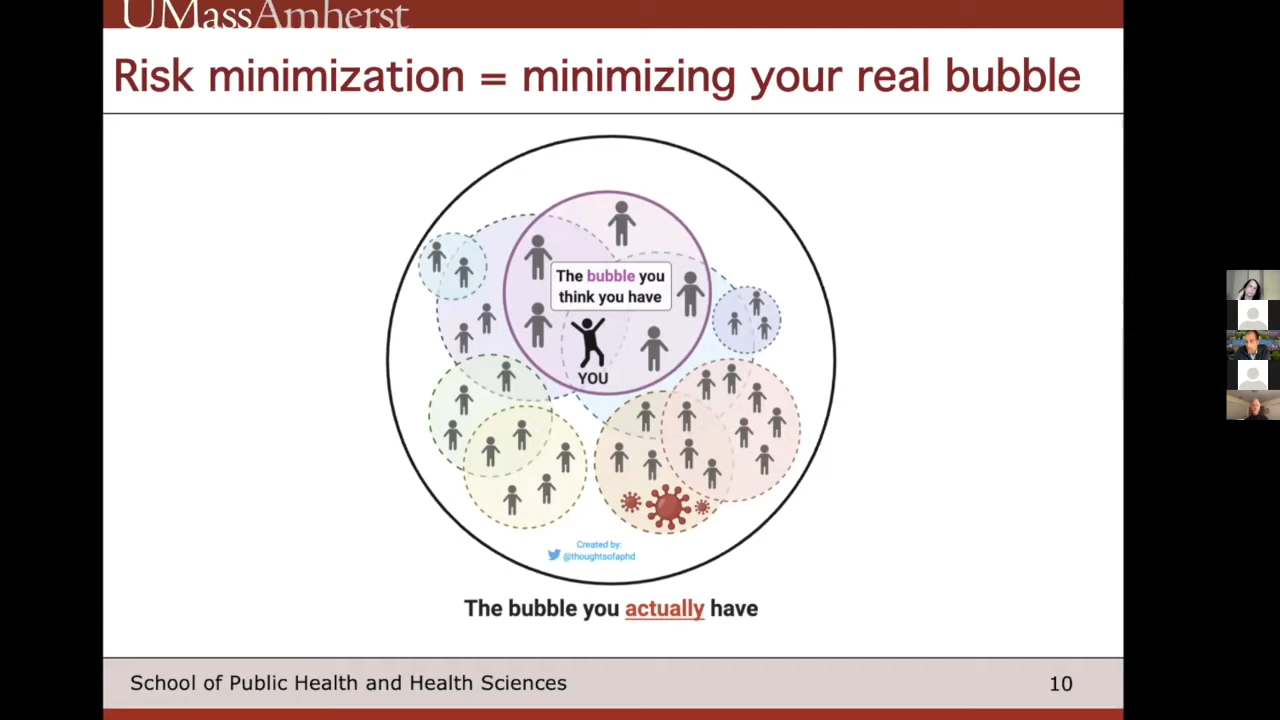 UMassAmherst
Risk minimization = minimizing your real bubble
The bubble you
think you have
YOU
Created by:
@thoughtsofaphd
The bubble you actually have
School of Public Health and Health Sciences
10